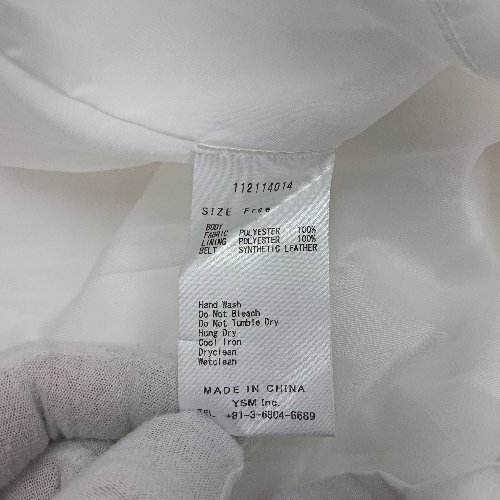 112114014
SIZE Free
BODY
FABRIC POLYESTER 100%
LINING POLYESTER 100%
BELT SYNTHETIC LEATHER
Hand Wash
Do Not Bleach
Do Not Tumble Dry
Hung Dry
Cool Iron
Dryclean
Wetclean
MADE IN CHINA
YSM Inc.
TEL +81-3-6804-6689